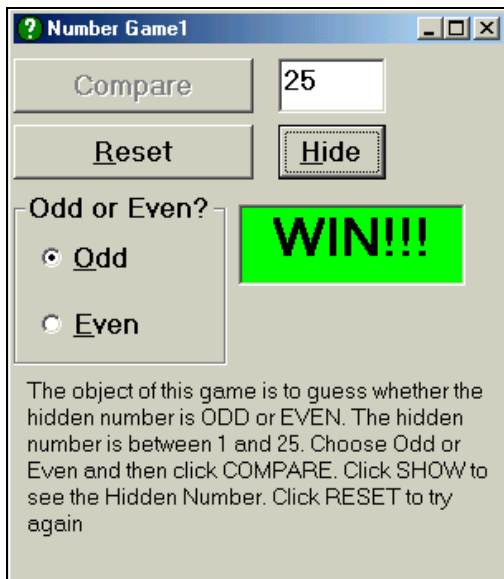 Number Game1
Compare 25
Reset Hide
Odd or Even?
WIN!!!
Odd
Even
The object of this game is to guess whether the
hidden number is ODD or EVEN. The hidden
number is between 1 and 25. Choose Odd or
Even and then click COMPARE. Click SHOW to
see the Hidden Number. Click RESET to try
again